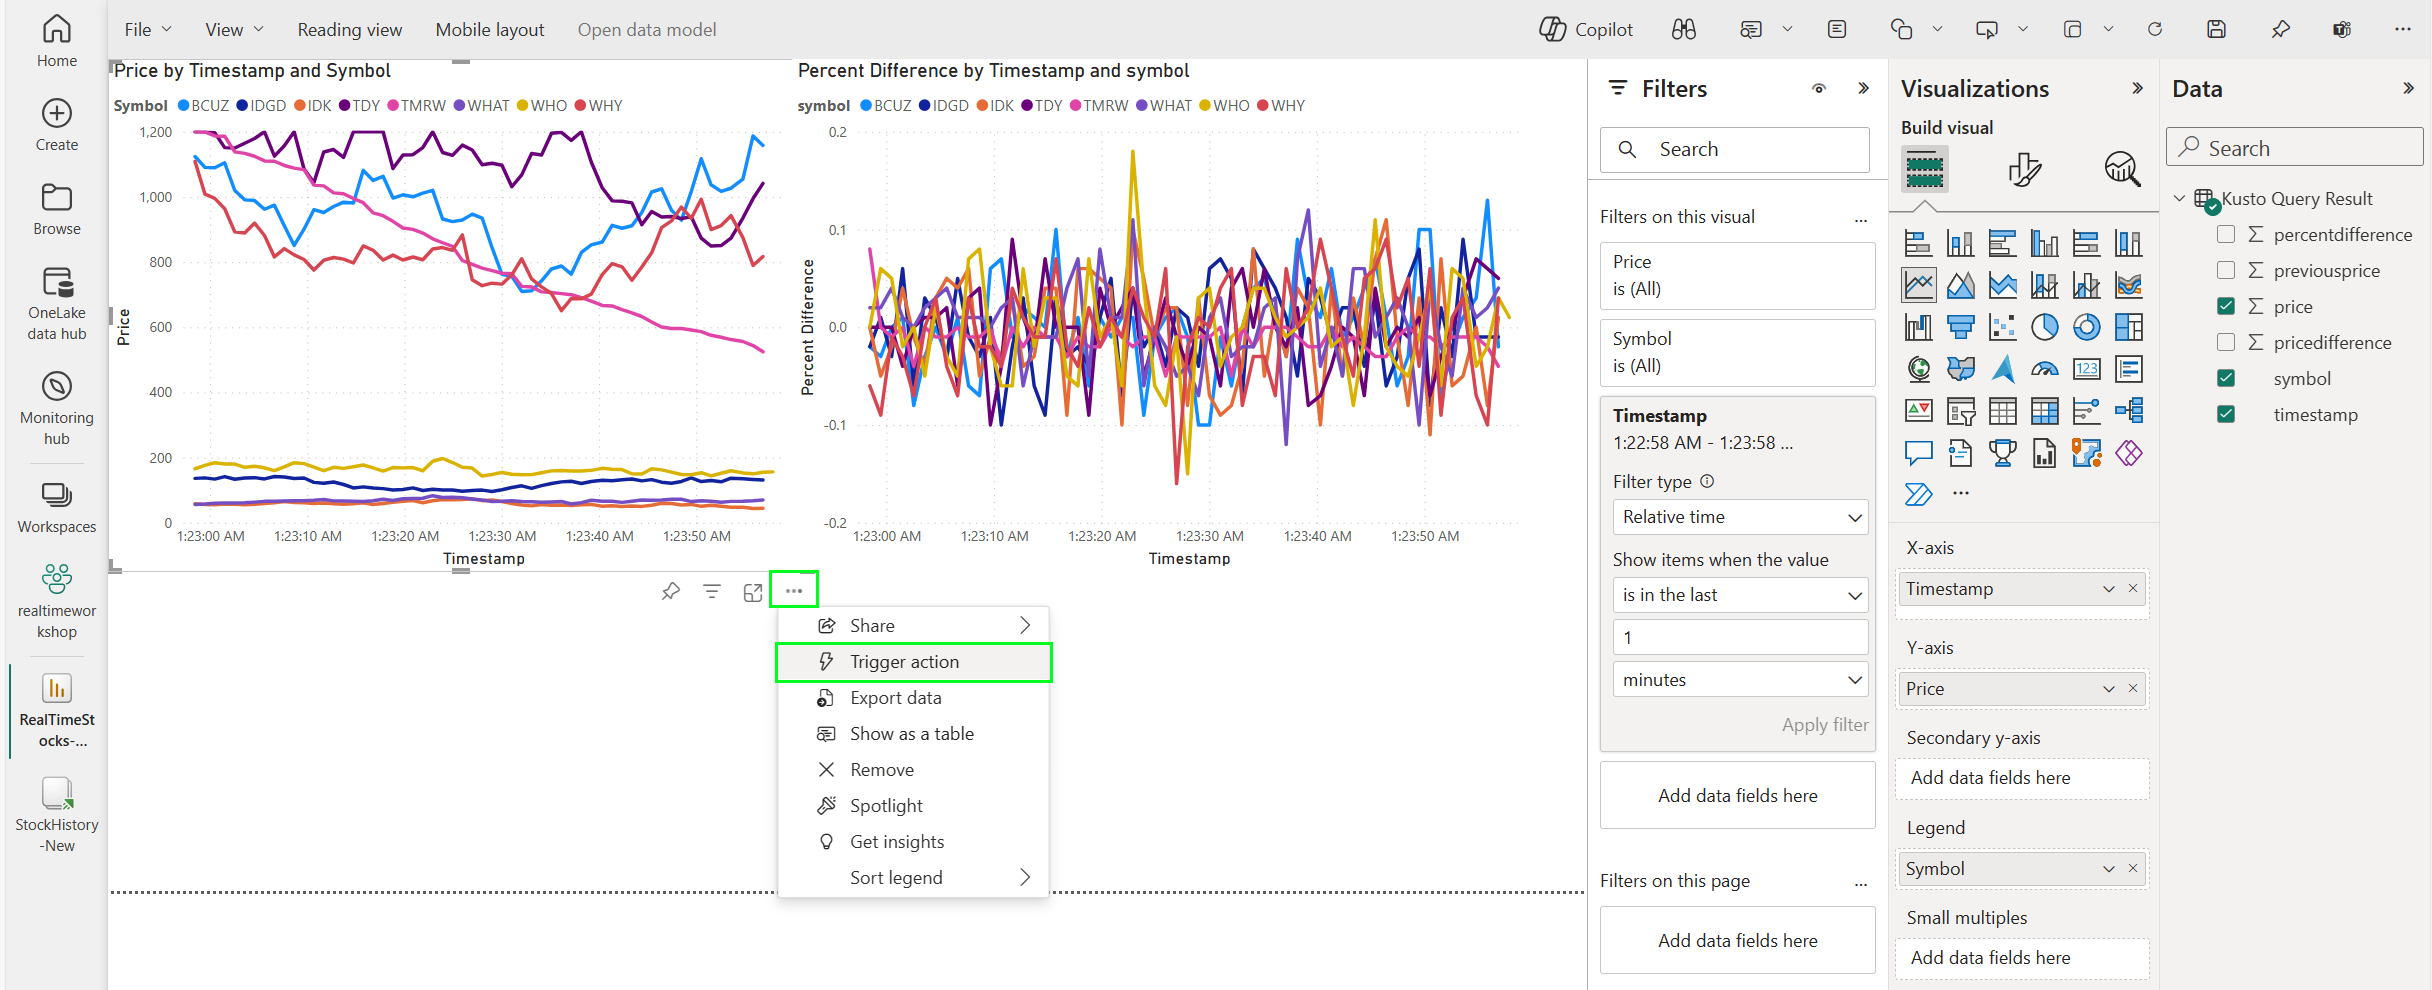 File
View
Reading view
Mobile layout
Open data model
Copilot
Home
Create
Browse
OneLake
data hub
Monitoring
hub
Workspaces
realtimewor
kshop
RealTimeSt
ocks-...
StockHistory
-New
Price by Timestamp and Symbol
Symbol BCUZ IDGD IDK TDY TMRW WHAT WHO WHY
1,200
1,000
800
600
400
200
0
Price
1:23:00 AM 1:23:10 AM 1:23:20 AM 1:23:30 AM 1:23:40 AM 1:23:50 AM
Timestamp
Percent Difference by Timestamp and symbol
symbol BCUZ IDGD IDK TDY TMRW WHAT WHO WHY
0.2
0.1
0.0
-0.1
-0.2
Percent Difference
1:23:00 AM 1:23:10 AM 1:23:20 AM 1:23:30 AM 1:23:40 AM 1:23:50 AM
Timestamp
Share
Trigger action
Export data
Show as a table
Remove
Spotlight
Get insights
Sort legend
Filters
Search
Filters on this visual ...
Price
is (All)
Symbol
is (All)
Timestamp
1:22:58 AM - 1:23:58 ...
Filter type
Relative time
Show items when the value
is in the last
1
minutes
Apply filter
Add data fields here
Filters on this page ...
Add data fields here
Visualizations
Build visual
123
...
X-axis
Timestamp
Y-axis
Price
Secondary y-axis
Add data fields here
Legend
Symbol
Small multiples
Add data fields here
Data
Search
Kusto Query Result
percentdifference
previousprice
price
pricedifference
symbol
timestamp